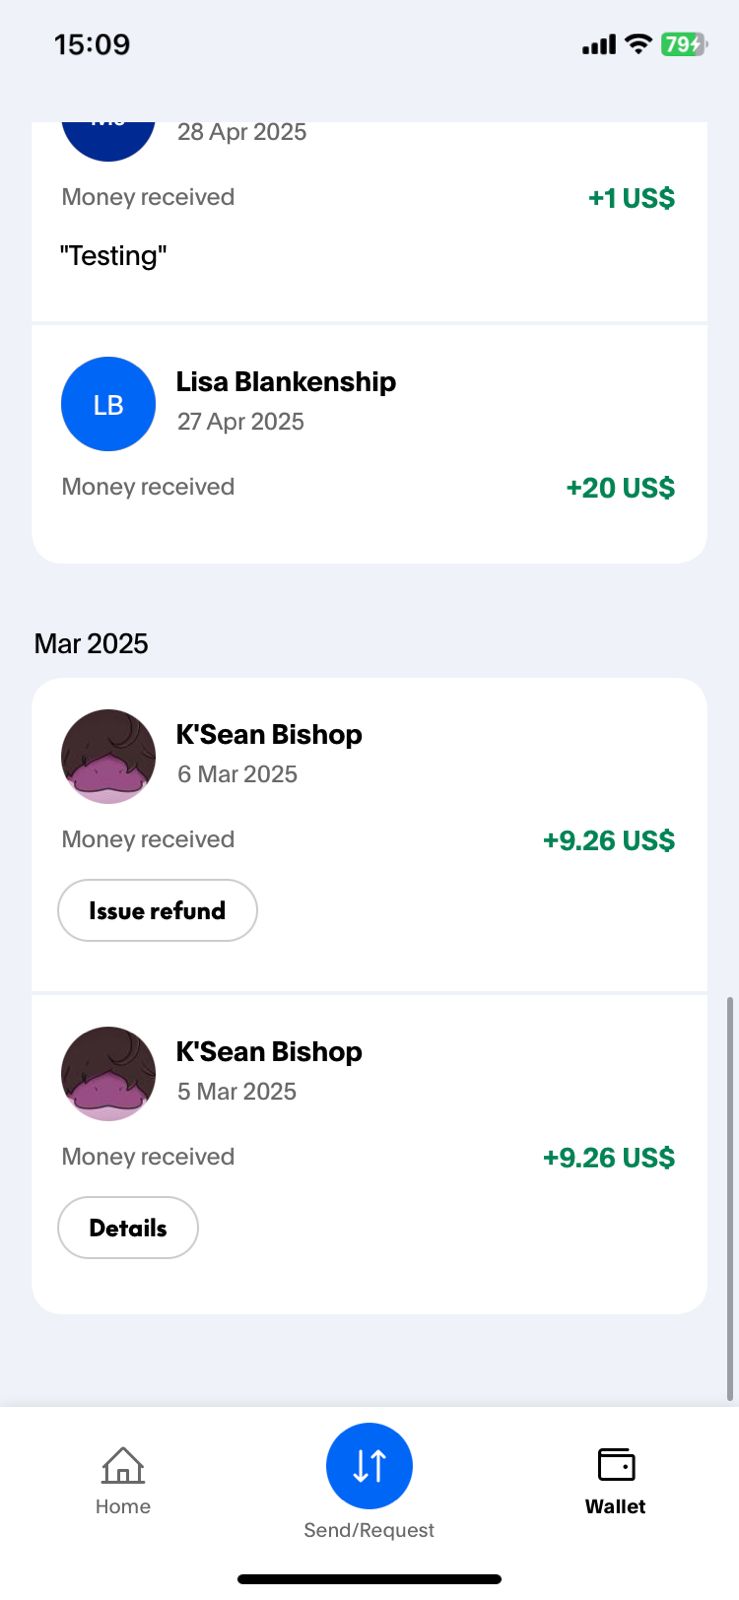 15:09
79
28 Apr 2025
Money received
+1 US$
"Testing"
LB
Lisa Blankenship
27 Apr 2025
Money received
+20 US$
Mar 2025
K'Sean Bishop
6 Mar 2025
Money received
+9.26 US$
Issue refund
K'Sean Bishop
5 Mar 2025
Money received
+9.26 US$
Details
Home
Send/Request
Wallet